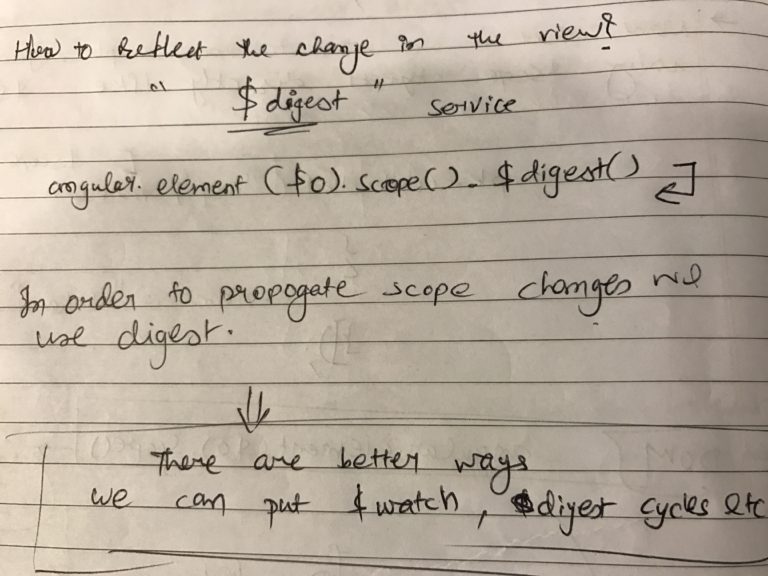 How to Reflect the change in the view?
" $digest " service
angular. element ($0). scope(). $digest() ↵
In order to propogate scope changes we
use digest.
⇓
There are better ways
we can put $watch, $digest cycles etc